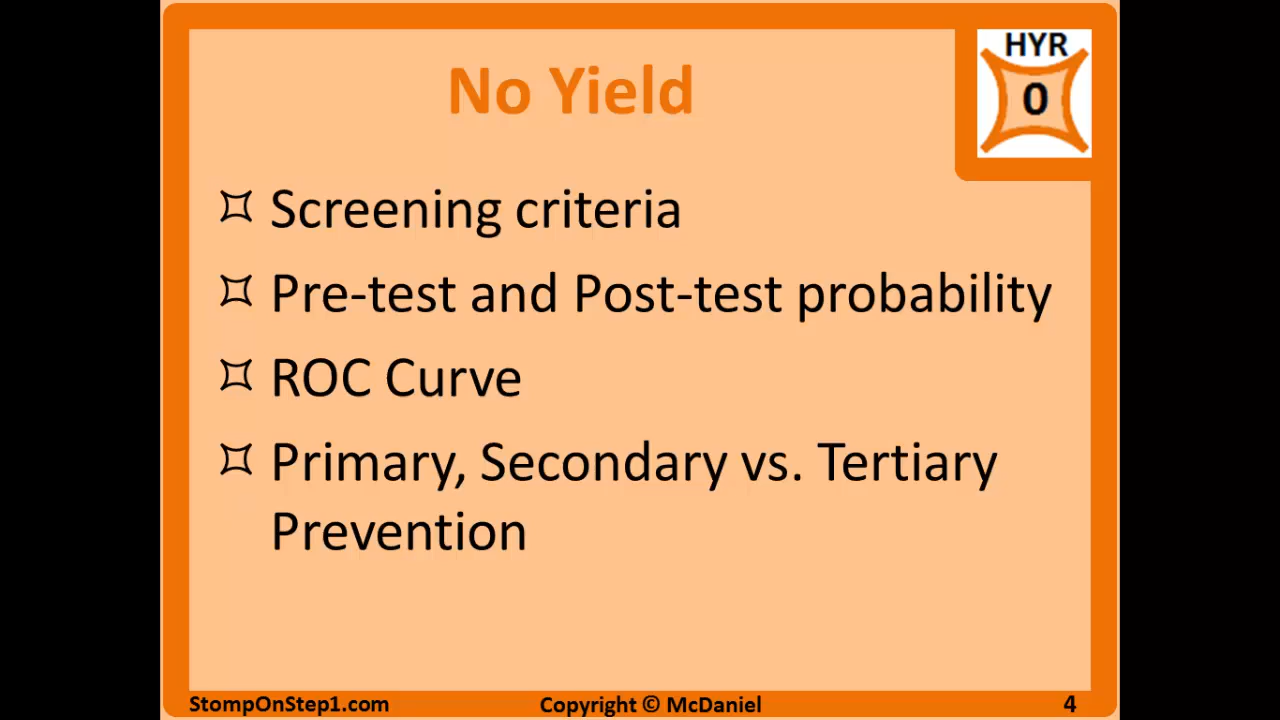 HYR
0
No Yield
Screening criteria
Pre-test and Post-test probability
ROC Curve
Primary, Secondary vs. Tertiary
Prevention
StompOnStep1.com Copyright © McDaniel 4